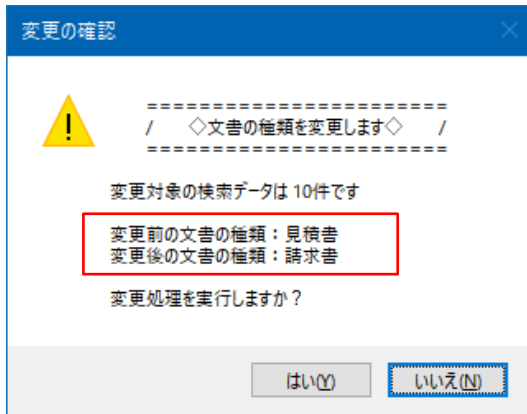 変更の確認
=======================
/ ◇文書の種類を変更します◇ /
=======================
変更対象の検索データは 10件です
変更前の文書の種類：見積書
変更後の文書の種類：請求書
変更処理を実行しますか？
はい(Y) いいえ(N)